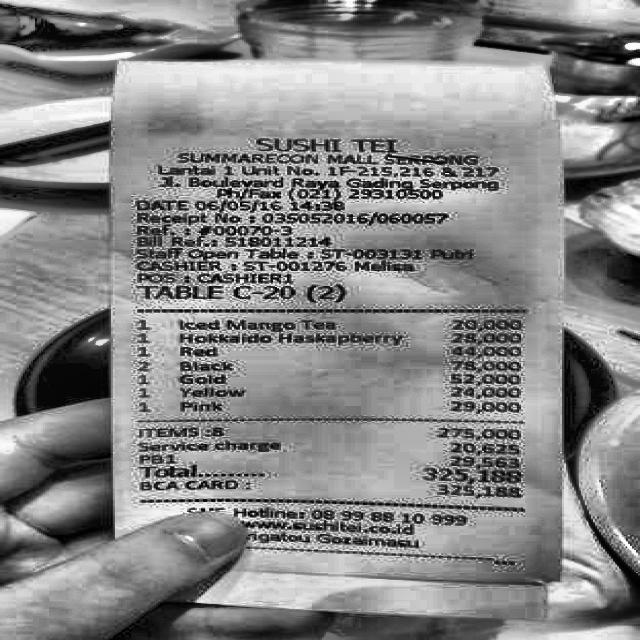 SUSHI TEI
SUMMARECON MALL SERPONG
Lantai 1 Unit No. 1F-215,216 & 217
Jl. Boulevard Raya Gading Serpong
Ph/Fax (021) 29310500
DATE 06/05/16 14:38
Receipt No : 035052016/060057
Ref. : #00070-3
Bill Ref.: 518011214
Staff Open Table : ST-003131 Putri
CASHIER : ST-001276 Melisa
POS : CASHIER1
TABLE C-20 (2)
1 Iced Mango Tea 20,000
1 Hokkaido Haskapberry 28,000
1 Red 44,000
2 Black 78,000
1 Gold 52,000
1 Yellow 24,000
1 Pink 29,000
ITEMS :8 275,000
Service charge 20,625
PB1 29,563
Total......... 325,188
BCA CARD : 325,188
SMS Hotline: 08 99 88 10 999
www.sushitei.co.id
Gozaimasu